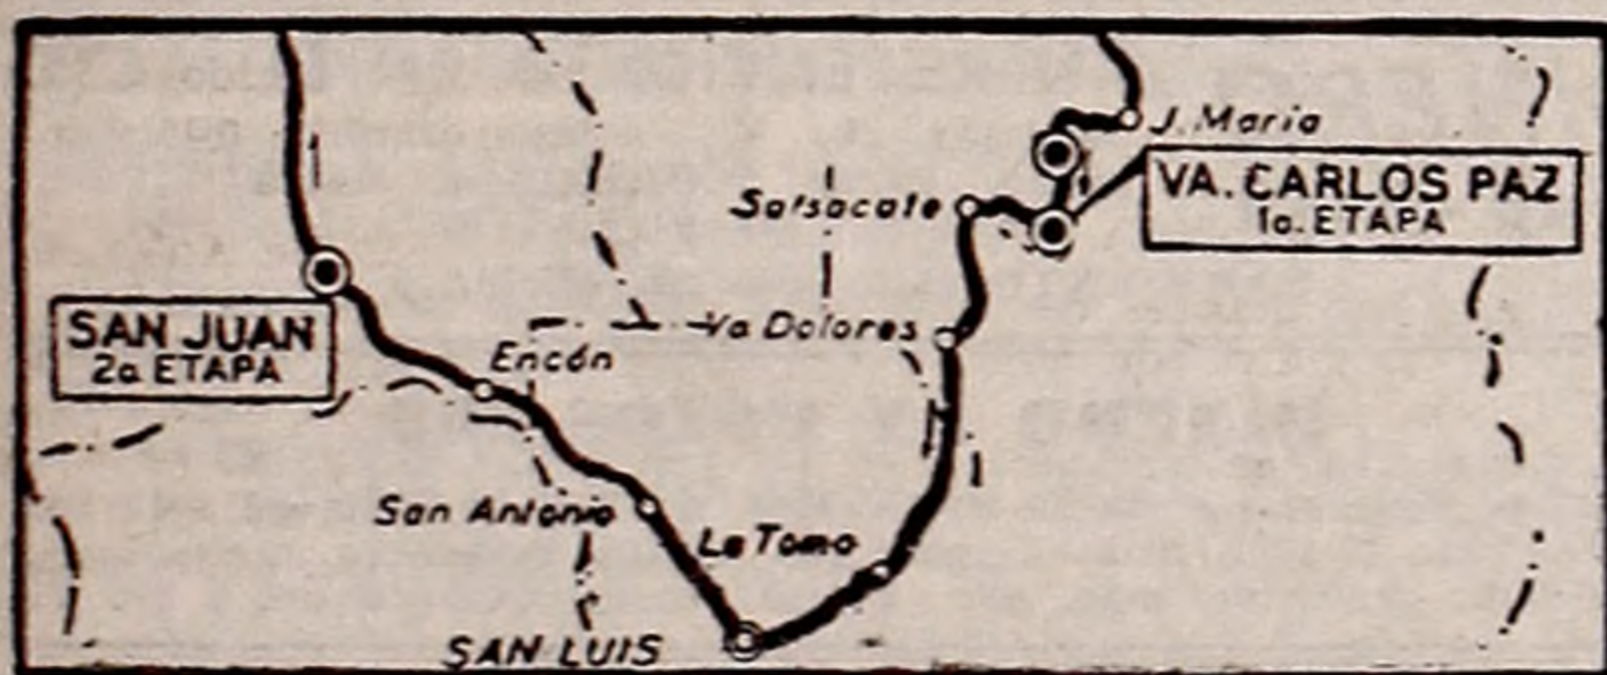 J. Maria
VA. CARLOS PAZ
1a. ETAPA
Salsacate
SAN JUAN
2a ETAPA
Va Dolores
Encón
San Antonio
La Toma
SAN LUIS